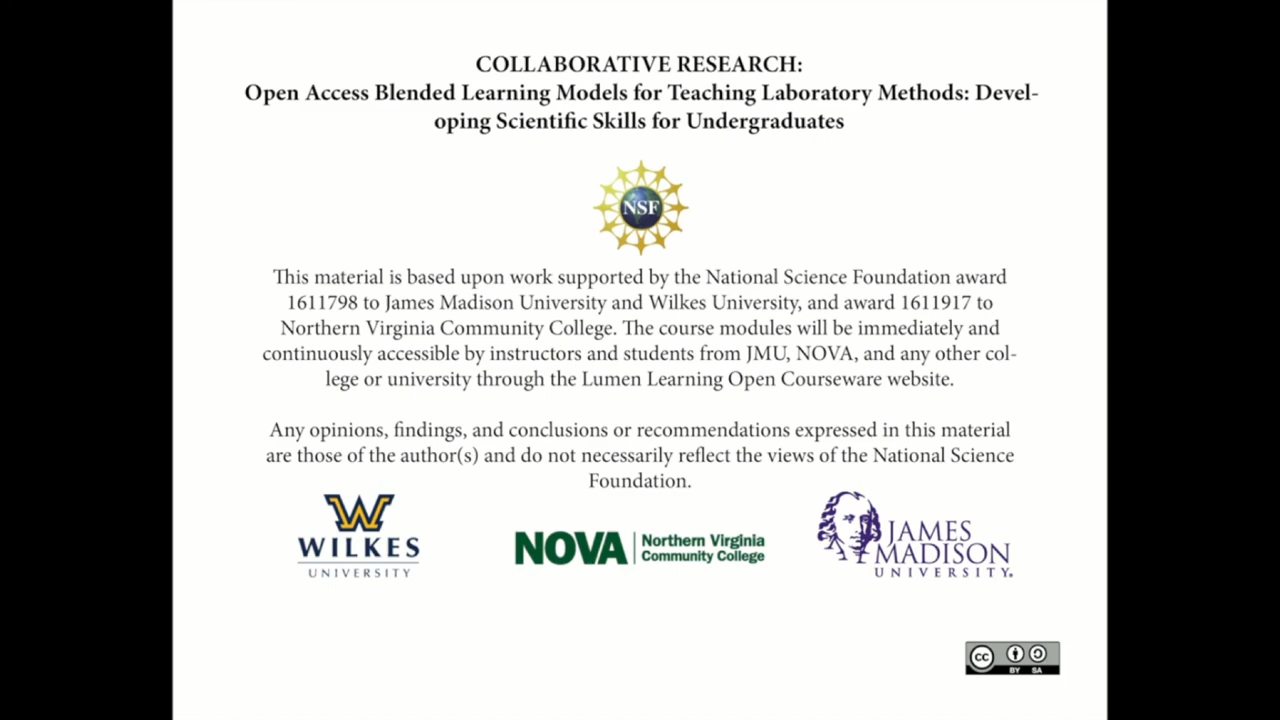 COLLABORATIVE RESEARCH:
Open Access Blended Learning Models for Teaching Laboratory Methods: Devel-
oping Scientific Skills for Undergraduates
NSF
This material is based upon work supported by the National Science Foundation award
1611798 to James Madison University and Wilkes University, and award 1611917 to
Northern Virginia Community College. The course modules will be immediately and
continuously accessible by instructors and students from JMU, NOVA, and any other col-
lege or university through the Lumen Learning Open Courseware website.
Any opinions, findings, and conclusions or recommendations expressed in this material
are those of the author(s) and do not necessarily reflect the views of the National Science
Foundation.
W
WILKES
UNIVERSITY
NOVA
Northern Virginia
Community College
JAMES
MADISON
UNIVERSITY.
CC
BY SA